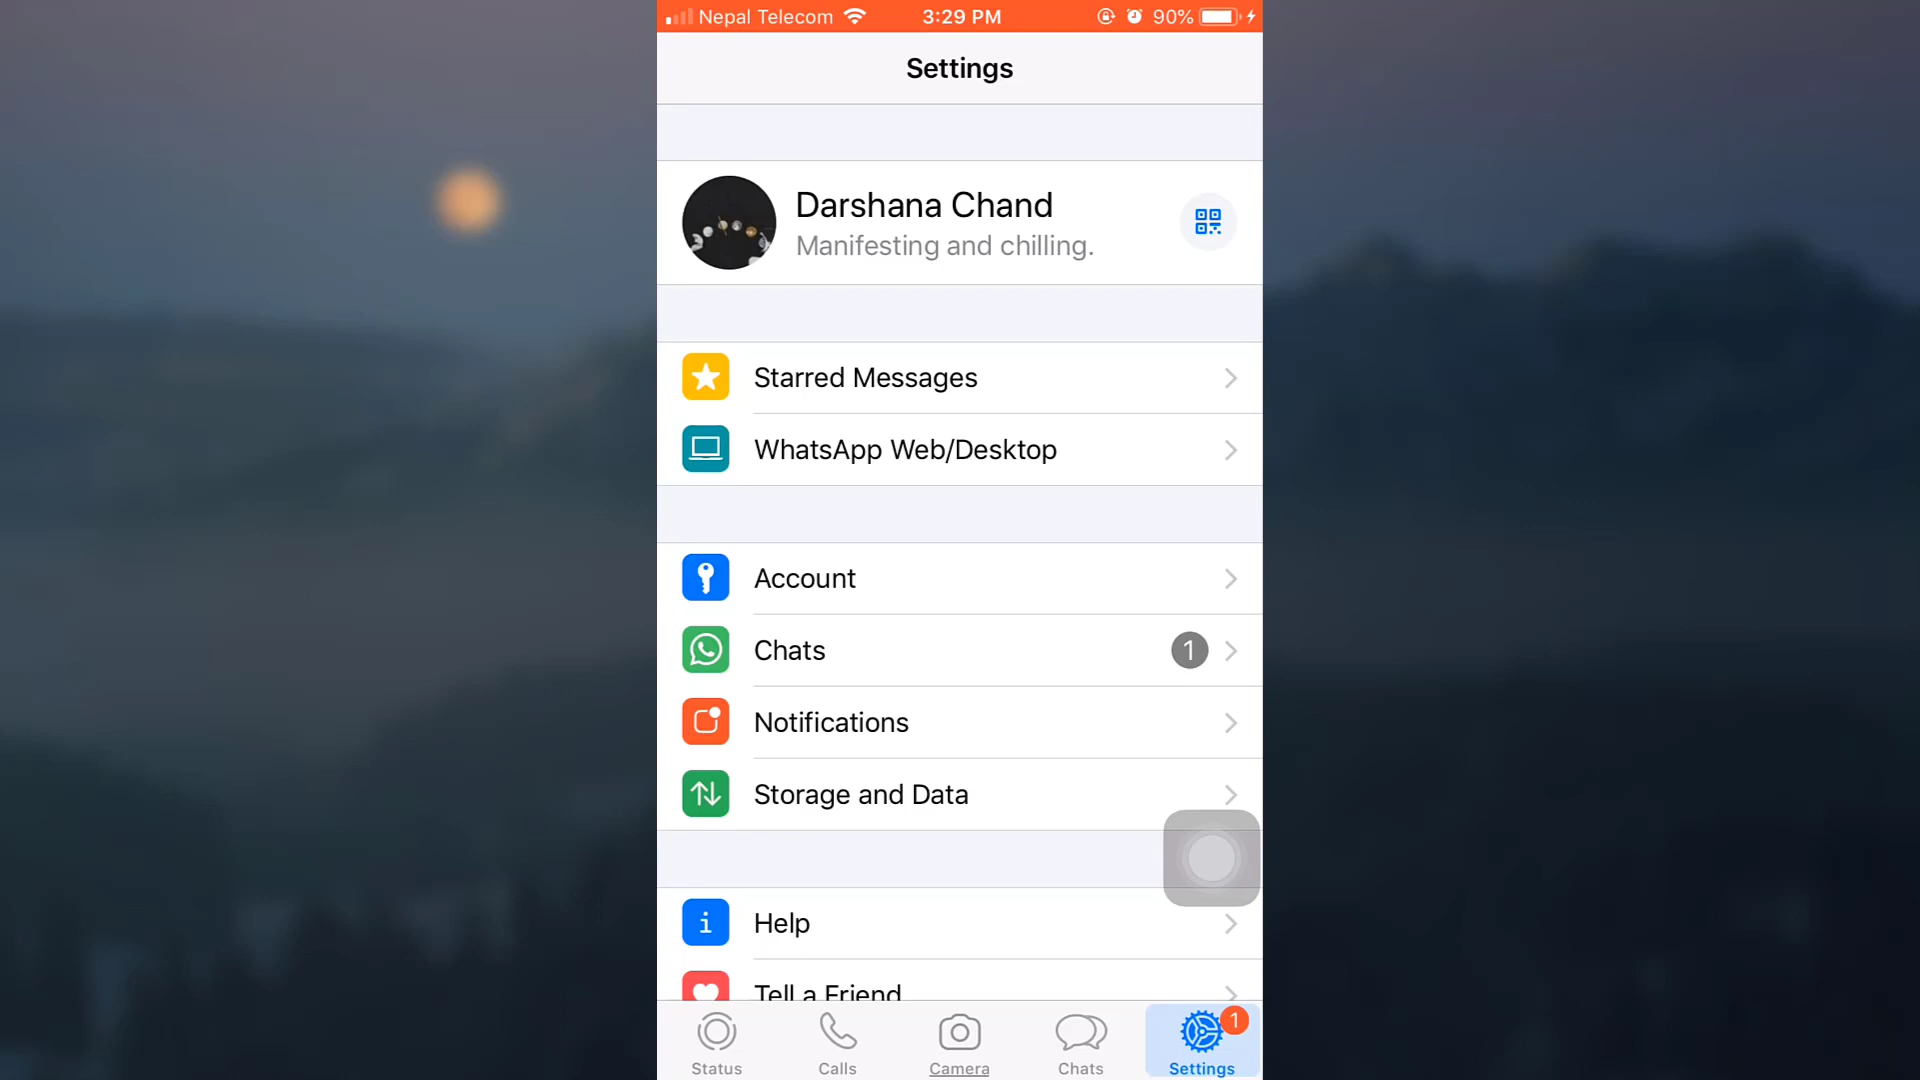 Nepal Telecom 3:29 PM 90%
Settings
Darshana Chand
Manifesting and chilling.
Starred Messages
WhatsApp Web/Desktop
Account
Chats 1
Notifications
Storage and Data
i Help
Tell a Friend
1
Status Calls Camera Chats Settings